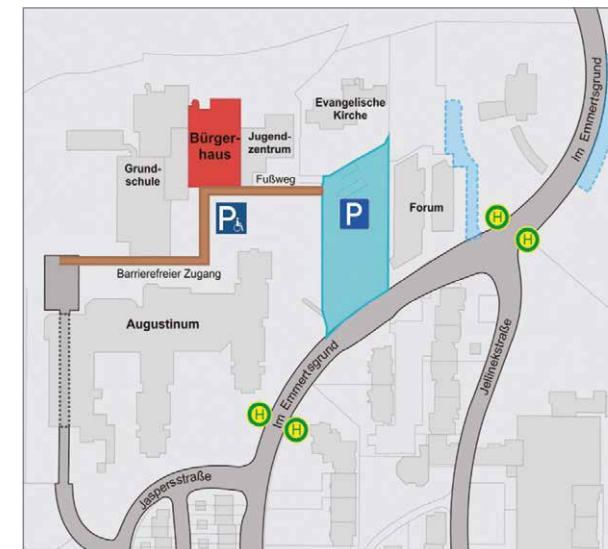 Im Emmertsgrund
Evangelische
Kirche
Bürger-
haus
Jugend-
zentrum
Grund-
schule
Fußweg
P
P
Forum
H
H
Barrierefreier Zugang
Augustinum
Im Emmertsgrund
Jellinekstraße
H
H
Jaspersstraße